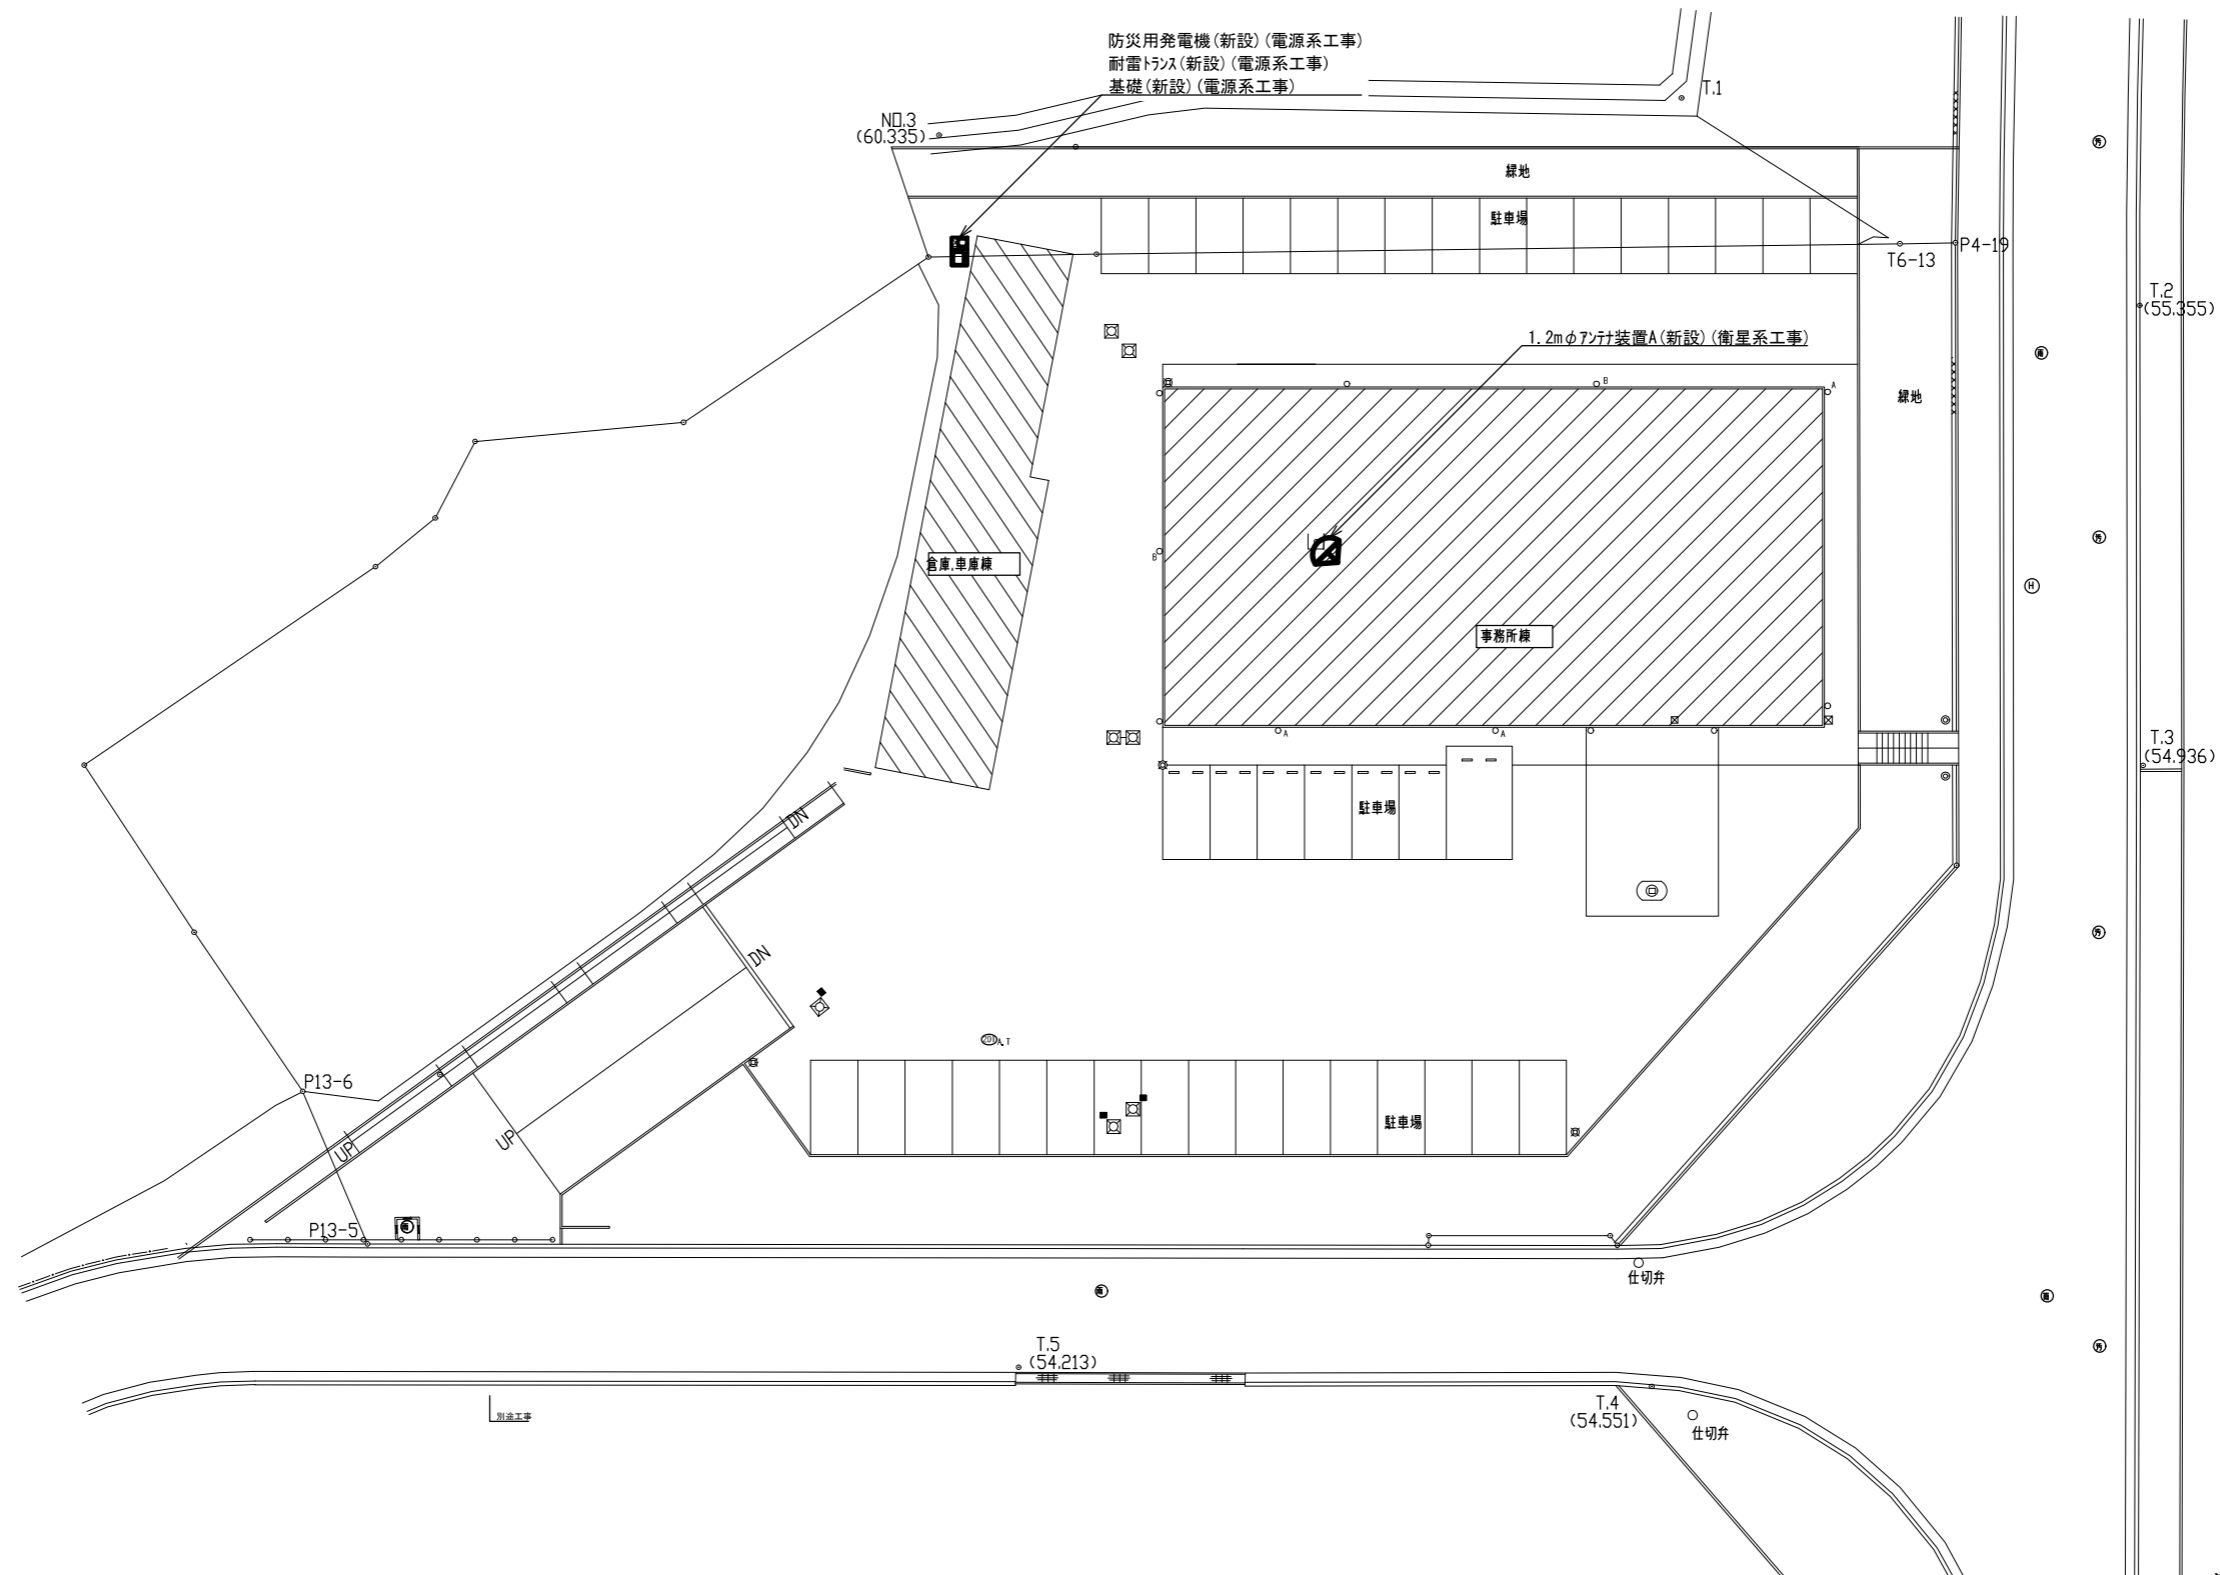 防災用発電機(新設)(電源系工事)
耐雷トランス(新設)(電源系工事)
基礎(新設)(電源系工事)
T.1
NO.3
(60.335)
緑地
駐車場
P4-19
T6-13
T.2
(55.355)
1.2mφアンテナ装置A(新設)(衛星系工事)
B
A
緑地
B
倉庫,車庫棟
H
事務所棟
A
A
T.3
(54.936)
駐車場
DN
DN
200A.T
P13-6
駐車場
UP
UP
P13-5
仕切弁
T.5
(54.213)
T.4
(54.551)
別途工事
仕切弁